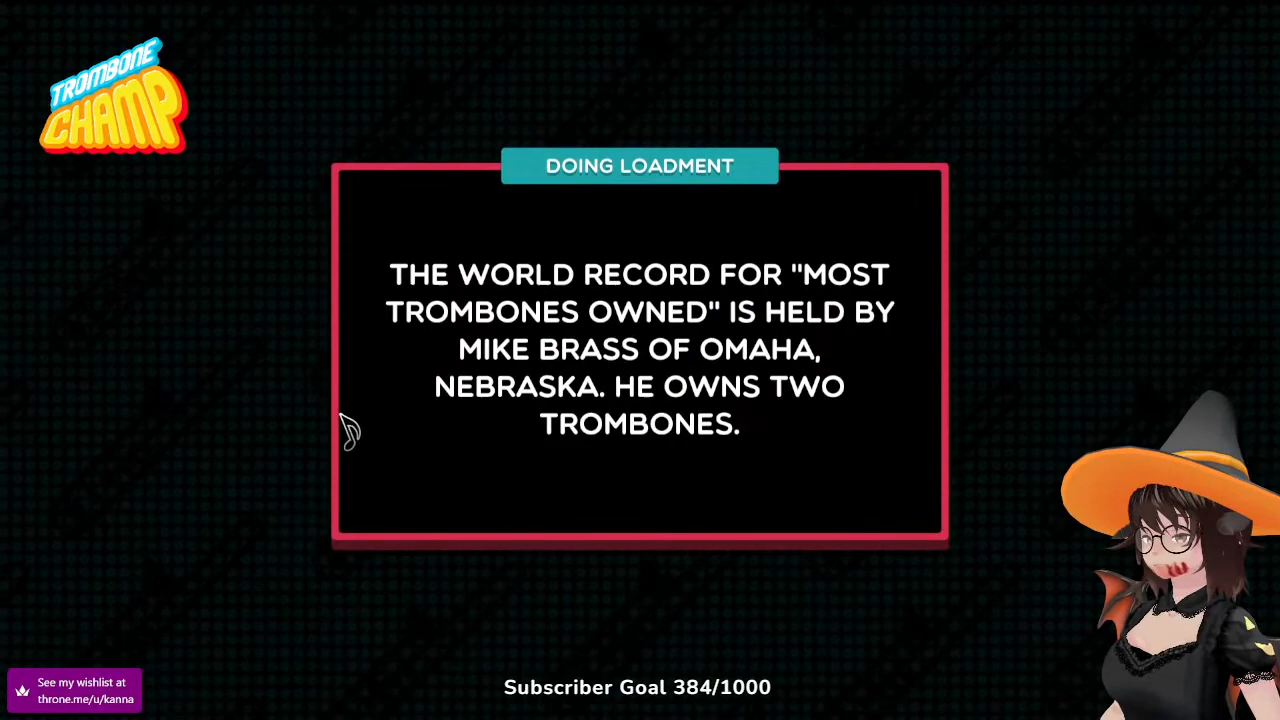 TROMBONE
CHAMP
DOING LOADMENT
THE WORLD RECORD FOR "MOST
TROMBONES OWNED" IS HELD BY
MIKE BRASS OF OMAHA,
NEBRASKA. HE OWNS TWO
TROMBONES.
See my wishlist at
throne.me/u/kanna
Subscriber Goal 384/1000